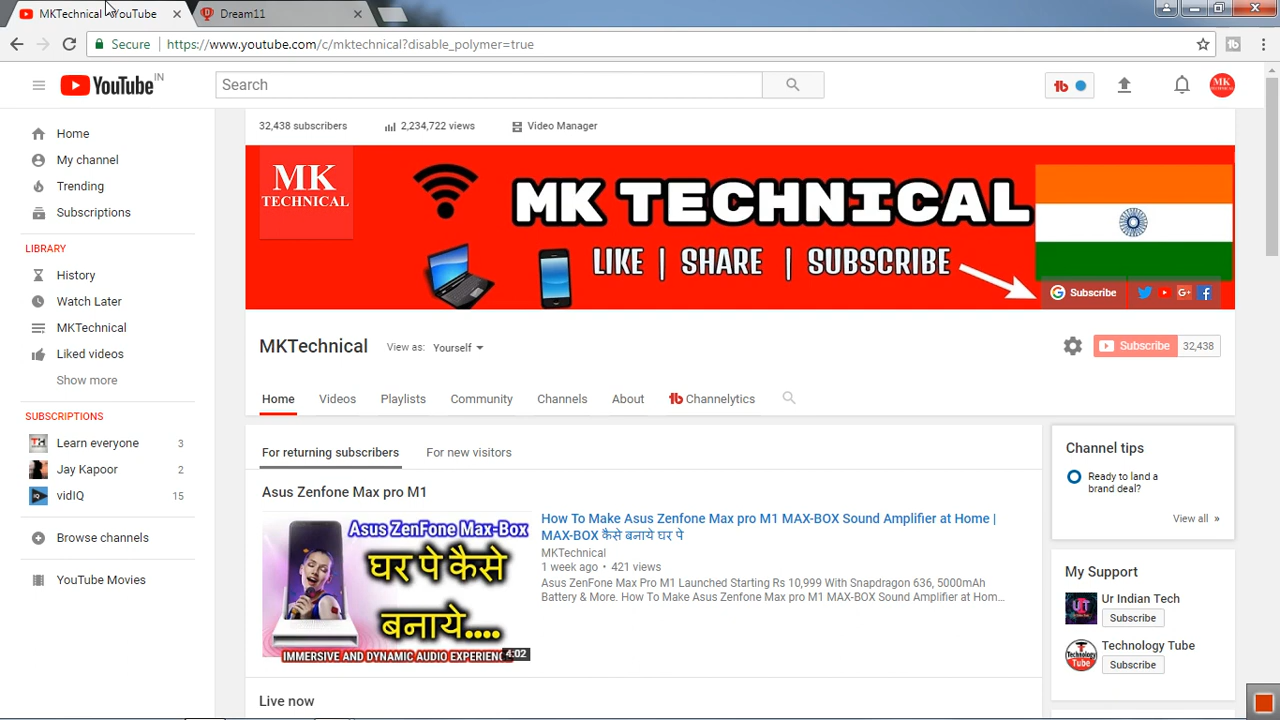 MKTechnical - YouTube
Dream11
Secure
https://www.youtube.com/c/mktechnical?disable_polymer=true
YouTube IN
Search
MK TECHNICAL
Home
My channel
Trending
Subscriptions
LIBRARY
History
Watch Later
MKTechnical
Liked videos
Show more
SUBSCRIPTIONS
Learn everyone 3
Jay Kapoor 2
vidIQ 15
Browse channels
YouTube Movies
32,438 subscribers
2,234,722 views
Video Manager
MK
TECHNICAL
MK TECHNICAL
LIKE | SHARE | SUBSCRIBE
Subscribe
MKTechnical
View as: Yourself
Subscribe 32,438
Home
Videos
Playlists
Community
Channels
About
Channelytics
For returning subscribers
For new visitors
Asus Zenfone Max pro M1
Asus ZenFone Max-Box
घर पे कैसे
बनाये....
IMMERSIVE AND DYNAMIC AUDIO
4:02
How To Make Asus Zenfone Max pro M1 MAX-BOX Sound Amplifier at Home |
MAX-BOX कैसे बनाये घर पे
MKTechnical
1 week ago • 421 views
Asus ZenFone Max Pro M1 Launched Starting Rs 10,999 With Snapdragon 636, 5000mAh
Battery & More. How To Make Asus Zenfone Max pro M1 MAX-BOX Sound Amplifier at Hom…
Live now
Channel tips
Ready to land a
brand deal?
View all »
My Support
Ur Indian Tech
Subscribe
Technology
Tube
Technology Tube
Subscribe